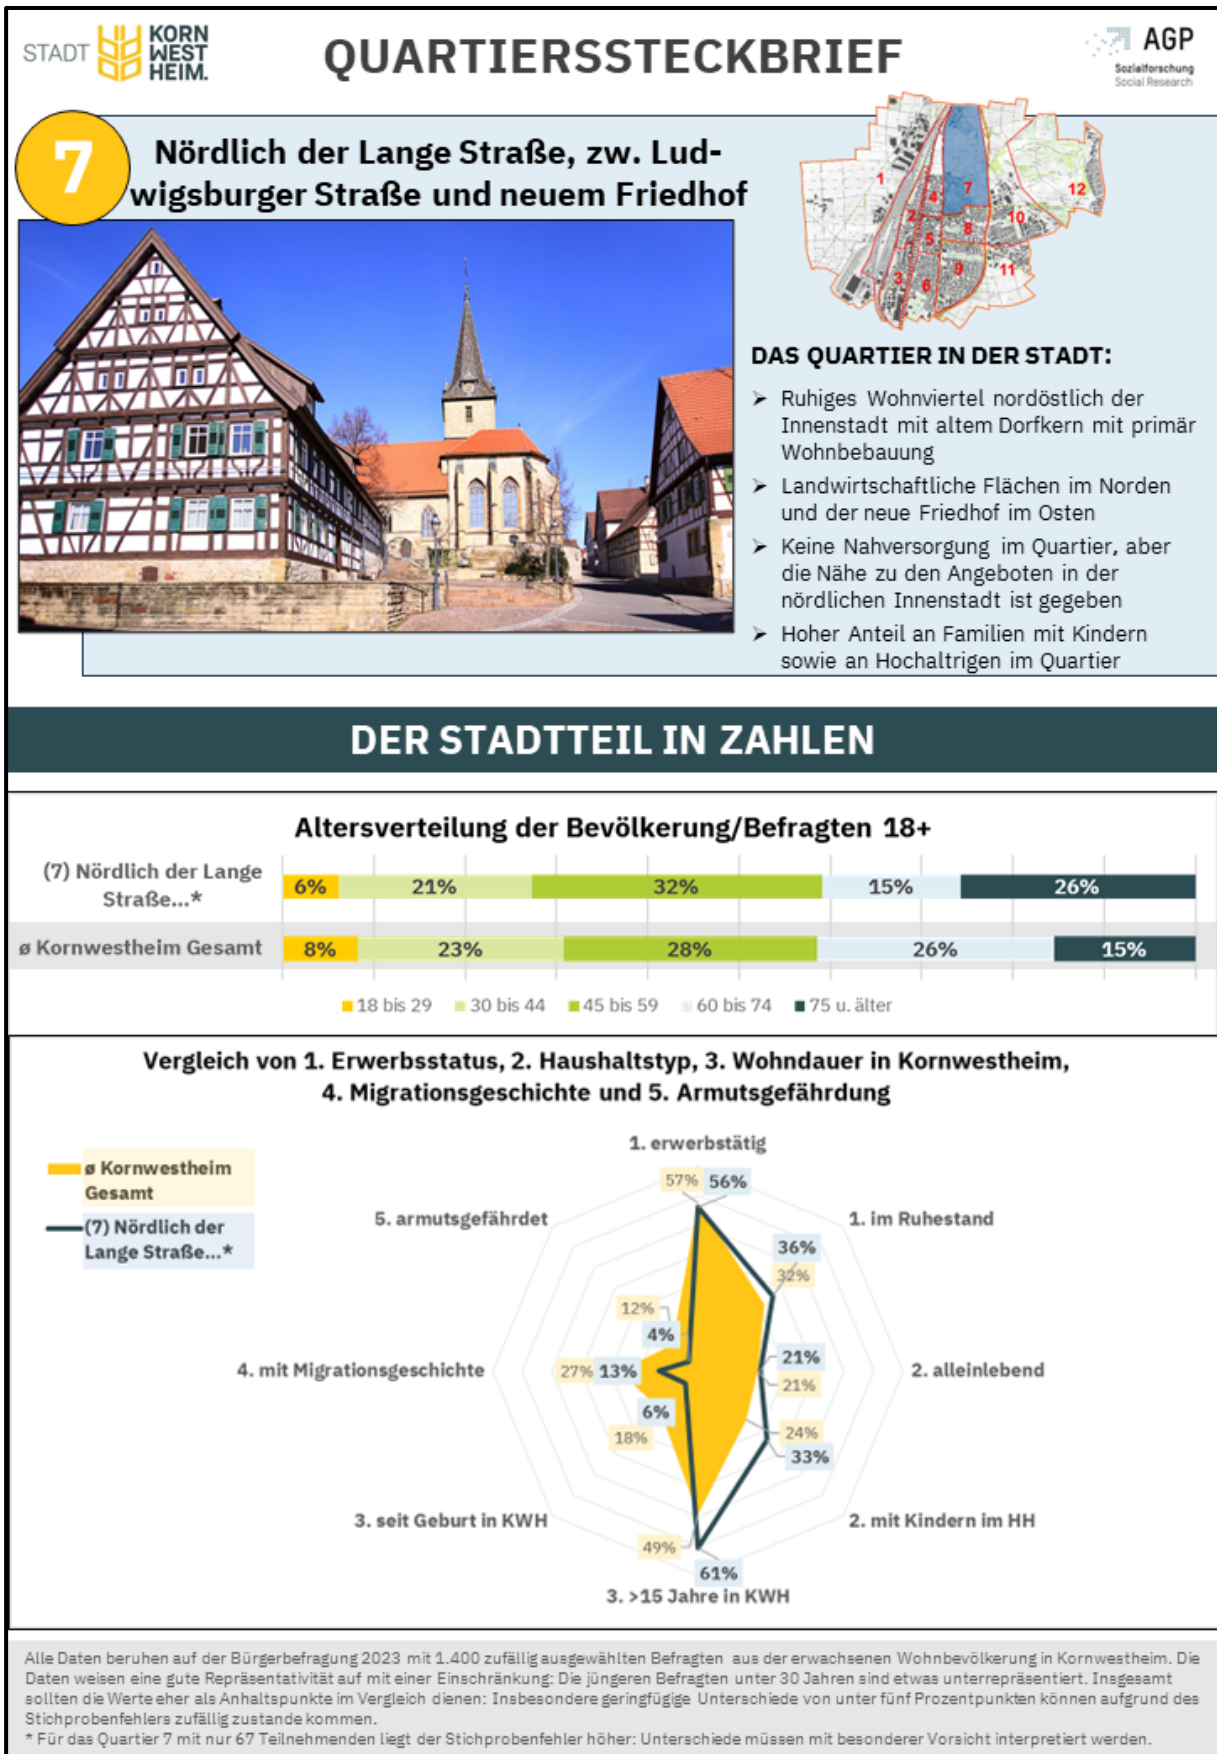 STADT
KORN
WEST
HEIM.
QUARTIERSSTECKBRIEF
AGP
Sozialforschung
Social Research
7
Nördlich der Lange Straße, zw. Lud-
wigsburger Straße und neuem Friedhof
1
2
3
4
5
6
7
8
9
10
11
12
DAS QUARTIER IN DER STADT:
➢ Ruhiges Wohnviertel nordöstlich der
Innenstadt mit altem Dorfkern mit primär
Wohnbebauung
➢ Landwirtschaftliche Flächen im Norden
und der neue Friedhof im Osten
➢ Keine Nahversorgung im Quartier, aber
die Nähe zu den Angeboten in der
nördlichen Innenstadt ist gegeben
➢ Hoher Anteil an Familien mit Kindern
sowie an Hochaltrigen im Quartier
DER STADTTEIL IN ZAHLEN
Altersverteilung der Bevölkerung/Befragten 18+
(7) Nördlich der Lange
Straße...*
6% 21% 32% 15% 26%
ø Kornwestheim Gesamt 8% 23% 28% 26% 15%
18 bis 29 30 bis 44 45 bis 59 60 bis 74 75 u. älter
Vergleich von 1. Erwerbsstatus, 2. Haushaltstyp, 3. Wohndauer in Kornwestheim,
4. Migrationsgeschichte und 5. Armutsgefährdung
ø Kornwestheim
Gesamt
(7) Nördlich der
Lange Straße...*
1. erwerbstätig
57% 56%
5. armutsgefährdet
1. im Ruhestand
36%
32%
12%
4%
4. mit Migrationsgeschichte
27% 13%
21%
21%
2. alleinlebend
6%
18%
24%
33%
3. seit Geburt in KWH
2. mit Kindern im HH
49%
61%
3. >15 Jahre in KWH
Alle Daten beruhen auf der Bürgerbefragung 2023 mit 1.400 zufällig ausgewählten Befragten aus der erwachsenen Wohnbevölkerung in Kornwestheim. Die
Daten weisen eine gute Repräsentativität auf mit einer Einschränkung: Die jüngeren Befragten unter 30 Jahren sind etwas unterrepräsentiert. Insgesamt
sollten die Werte eher als Anhaltspunkte im Vergleich dienen: Insbesondere geringfügige Unterschiede von unter fünf Prozentpunkten können aufgrund des
Stichprobenfehlers zufällig zustande kommen.
* Für das Quartier 7 mit nur 67 Teilnehmenden liegt der Stichprobenfehler höher: Unterschiede müssen mit besonderer Vorsicht interpretiert werden.